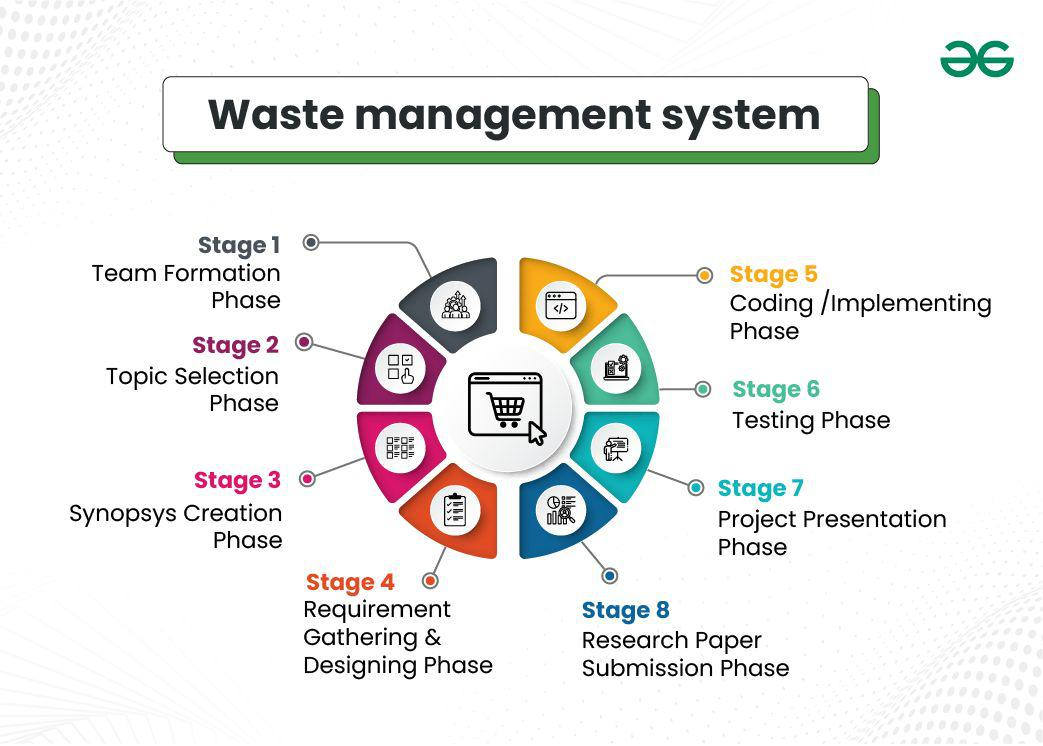 Waste management system
Stage 1
Team Formation
Phase
Stage 2
Topic Selection
Phase
Stage 3
Synopsys Creation
Phase
Stage 4
Requirement
Gathering &
Designing Phase
Stage 5
Coding /Implementing
Phase
Stage 6
Testing Phase
Stage 7
Project Presentation
Phase
Stage 8
Research Paper
Submission Phase